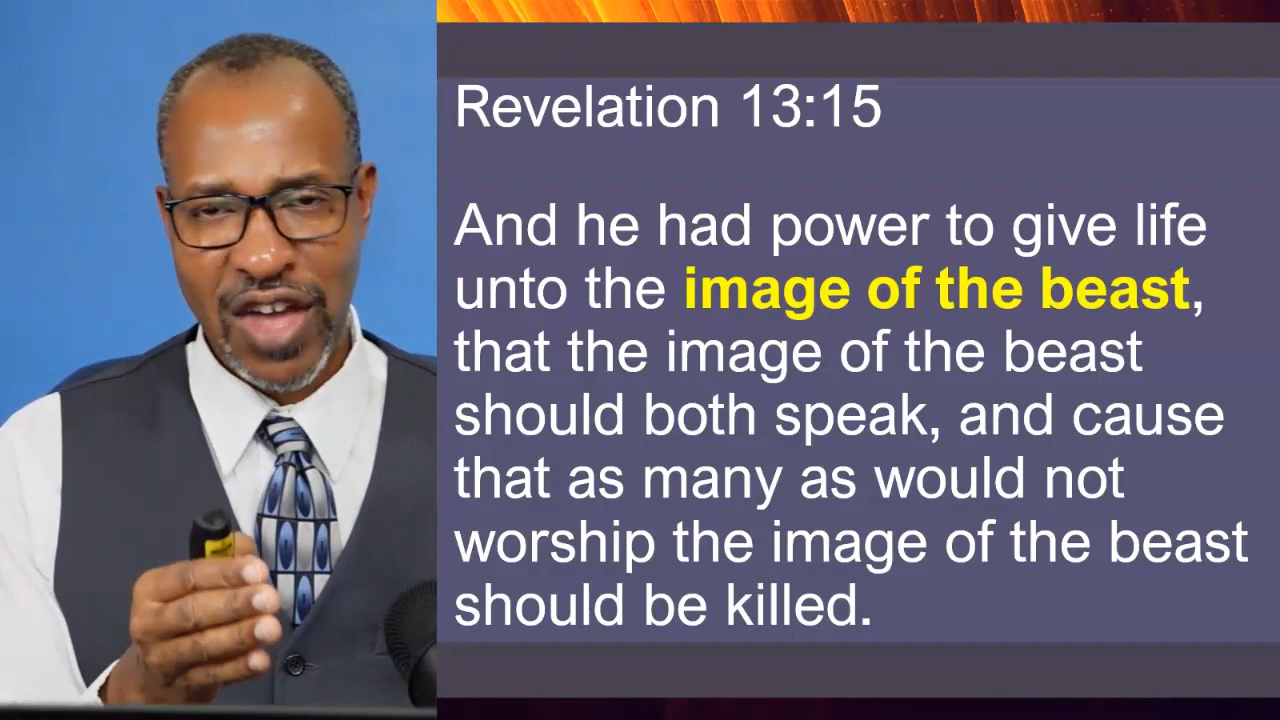 Revelation 13:15
And he had power to give life
unto the image of the beast,
that the image of the beast
should both speak, and cause
that as many as would not
worship the image of the beast
should be killed.